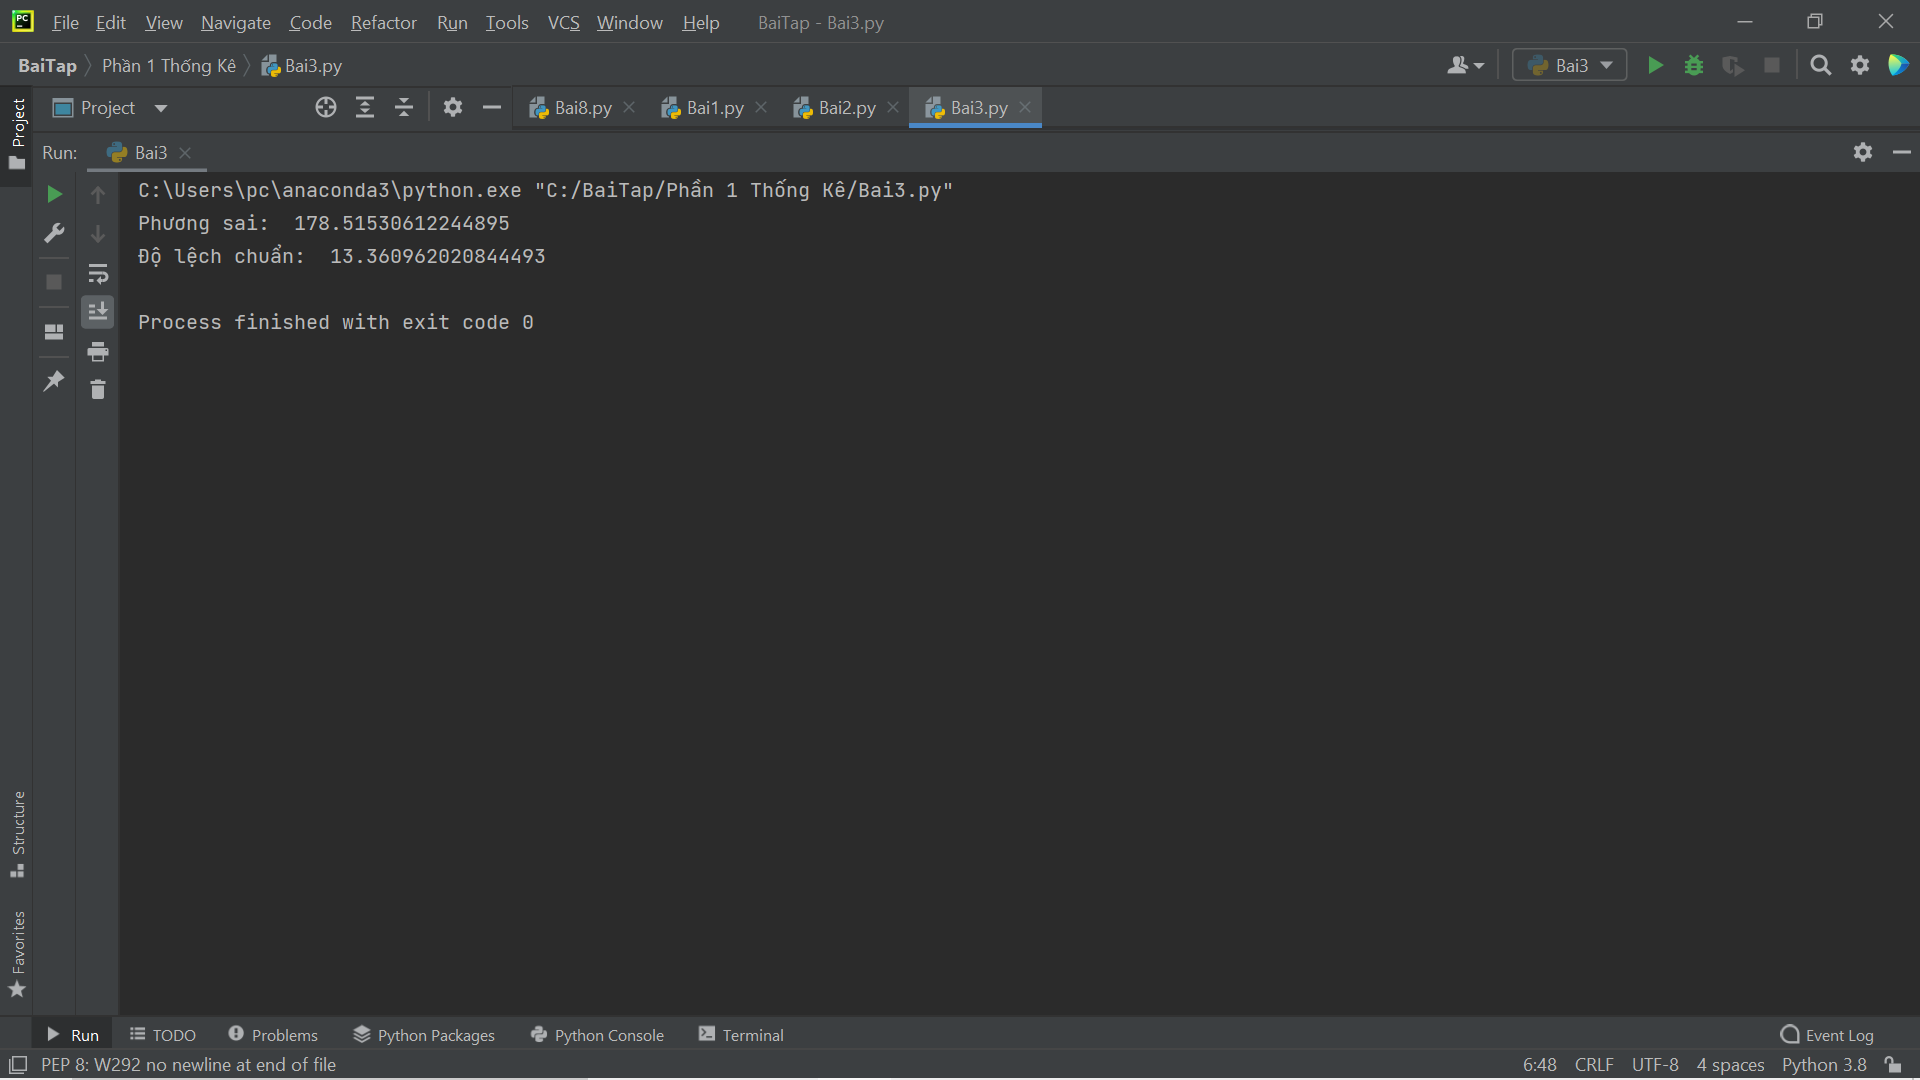 File Edit View Navigate Code Refactor Run Tools VCS Window Help BaiTap - Bai3.py
BaiTap Phần 1 Thống Kê Bai3.py Bai3
Project Project Bai8.py Bai1.py Bai2.py Bai3.py
Run: Bai3
C:\Users\pc\anaconda3\python.exe "C:/BaiTap/Phần 1 Thống Kê/Bai3.py"
Phương sai:  178.51530612244895
Độ lệch chuẩn:  13.360962020844493
Process finished with exit code 0
Structure
Favorites
Run TODO Problems Python Packages Python Console Terminal Event Log
PEP 8: W292 no newline at end of file 6:48 CRLF UTF-8 4 spaces Python 3.8